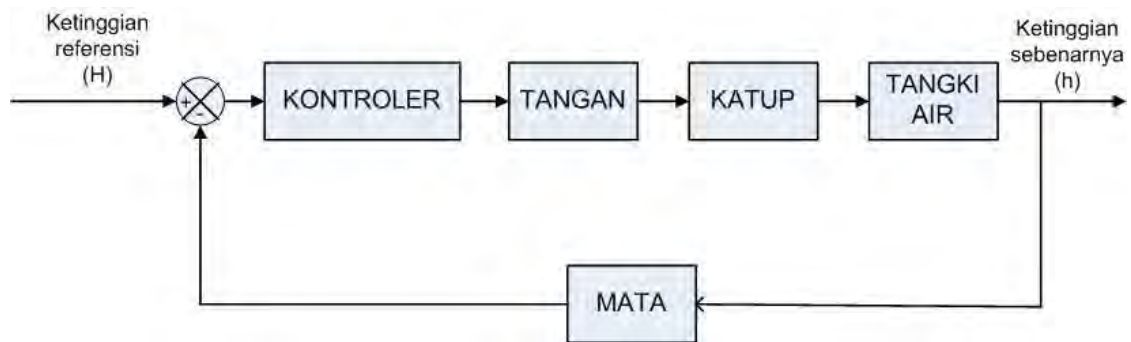 Ketinggian
referensi
(H)
Ketinggian
sebenarnya
(h)
+
-
KONTROLER
TANGAN
KATUP
TANGKI
AIR
MATA